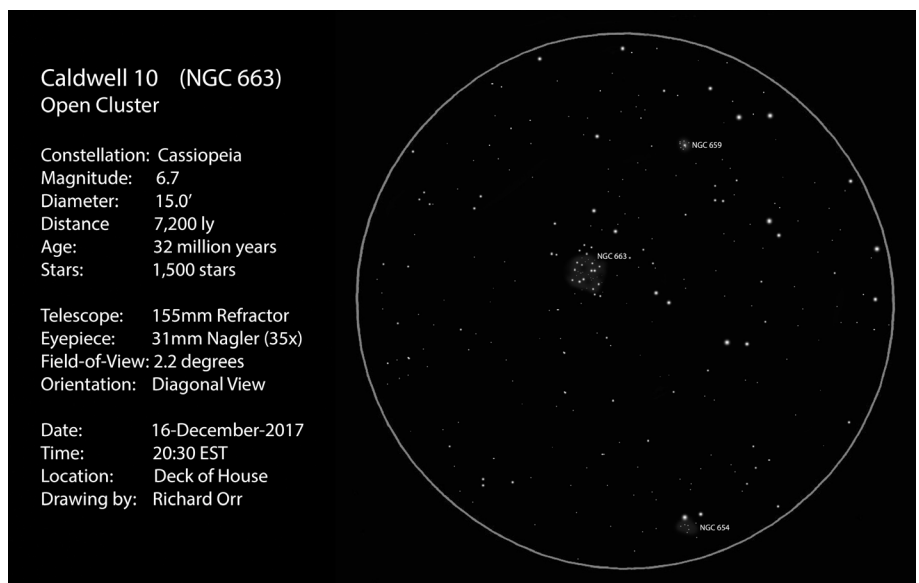 Caldwell 10 (NGC 663)
Open Cluster
Constellation: Cassiopeia
Magnitude: 6.7
Diameter: 15.0’
Distance 7,200 ly
Age: 32 million years
Stars: 1,500 stars
Telescope: 155mm Refractor
Eyepiece: 31mm Nagler (35x)
Field-of-View: 2.2 degrees
Orientation: Diagonal View
Date: 16-December-2017
Time: 20:30 EST
Location: Deck of House
Drawing by: Richard Orr
NGC 659
NGC 663
NGC 654